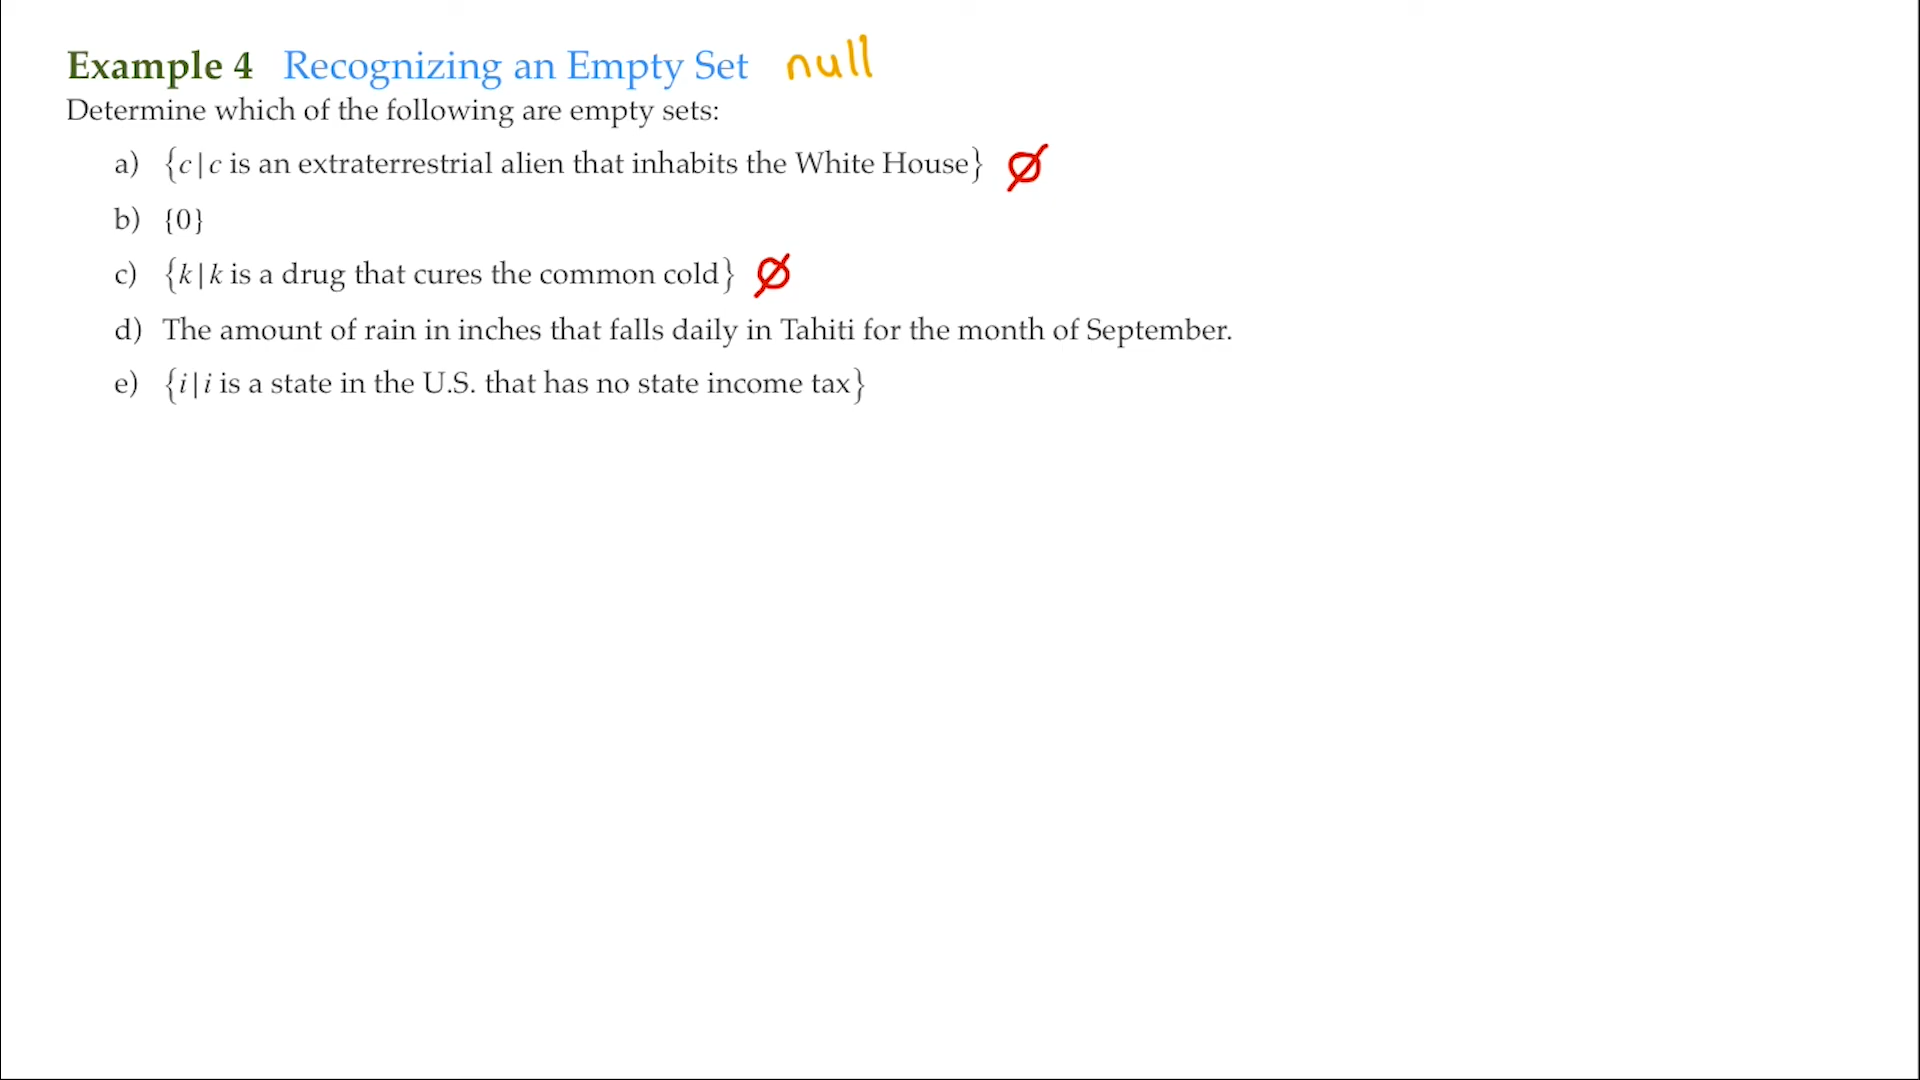 Example 4 Recognizing an Empty Set null
Determine which of the following are empty sets:
a) {c|c is an extraterrestrial alien that inhabits the White House} ∅
b) {0}
c) {k|k is a drug that cures the common cold} ∅
d) The amount of rain in inches that falls daily in Tahiti for the month of September.
e) {i|i is a state in the U.S. that has no state income tax}